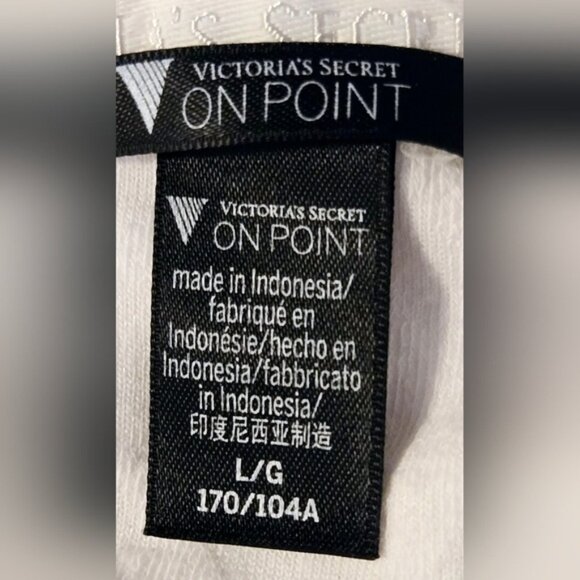 VICTORIA'S SECRET
ON POINT
VICTORIA'S SECRET
ON POINT
made in Indonesia/
fabriqué en
Indonésie/hecho en
Indonesia/fabbricato
in Indonesia/
印度尼西亚制造
L/G
170/104A